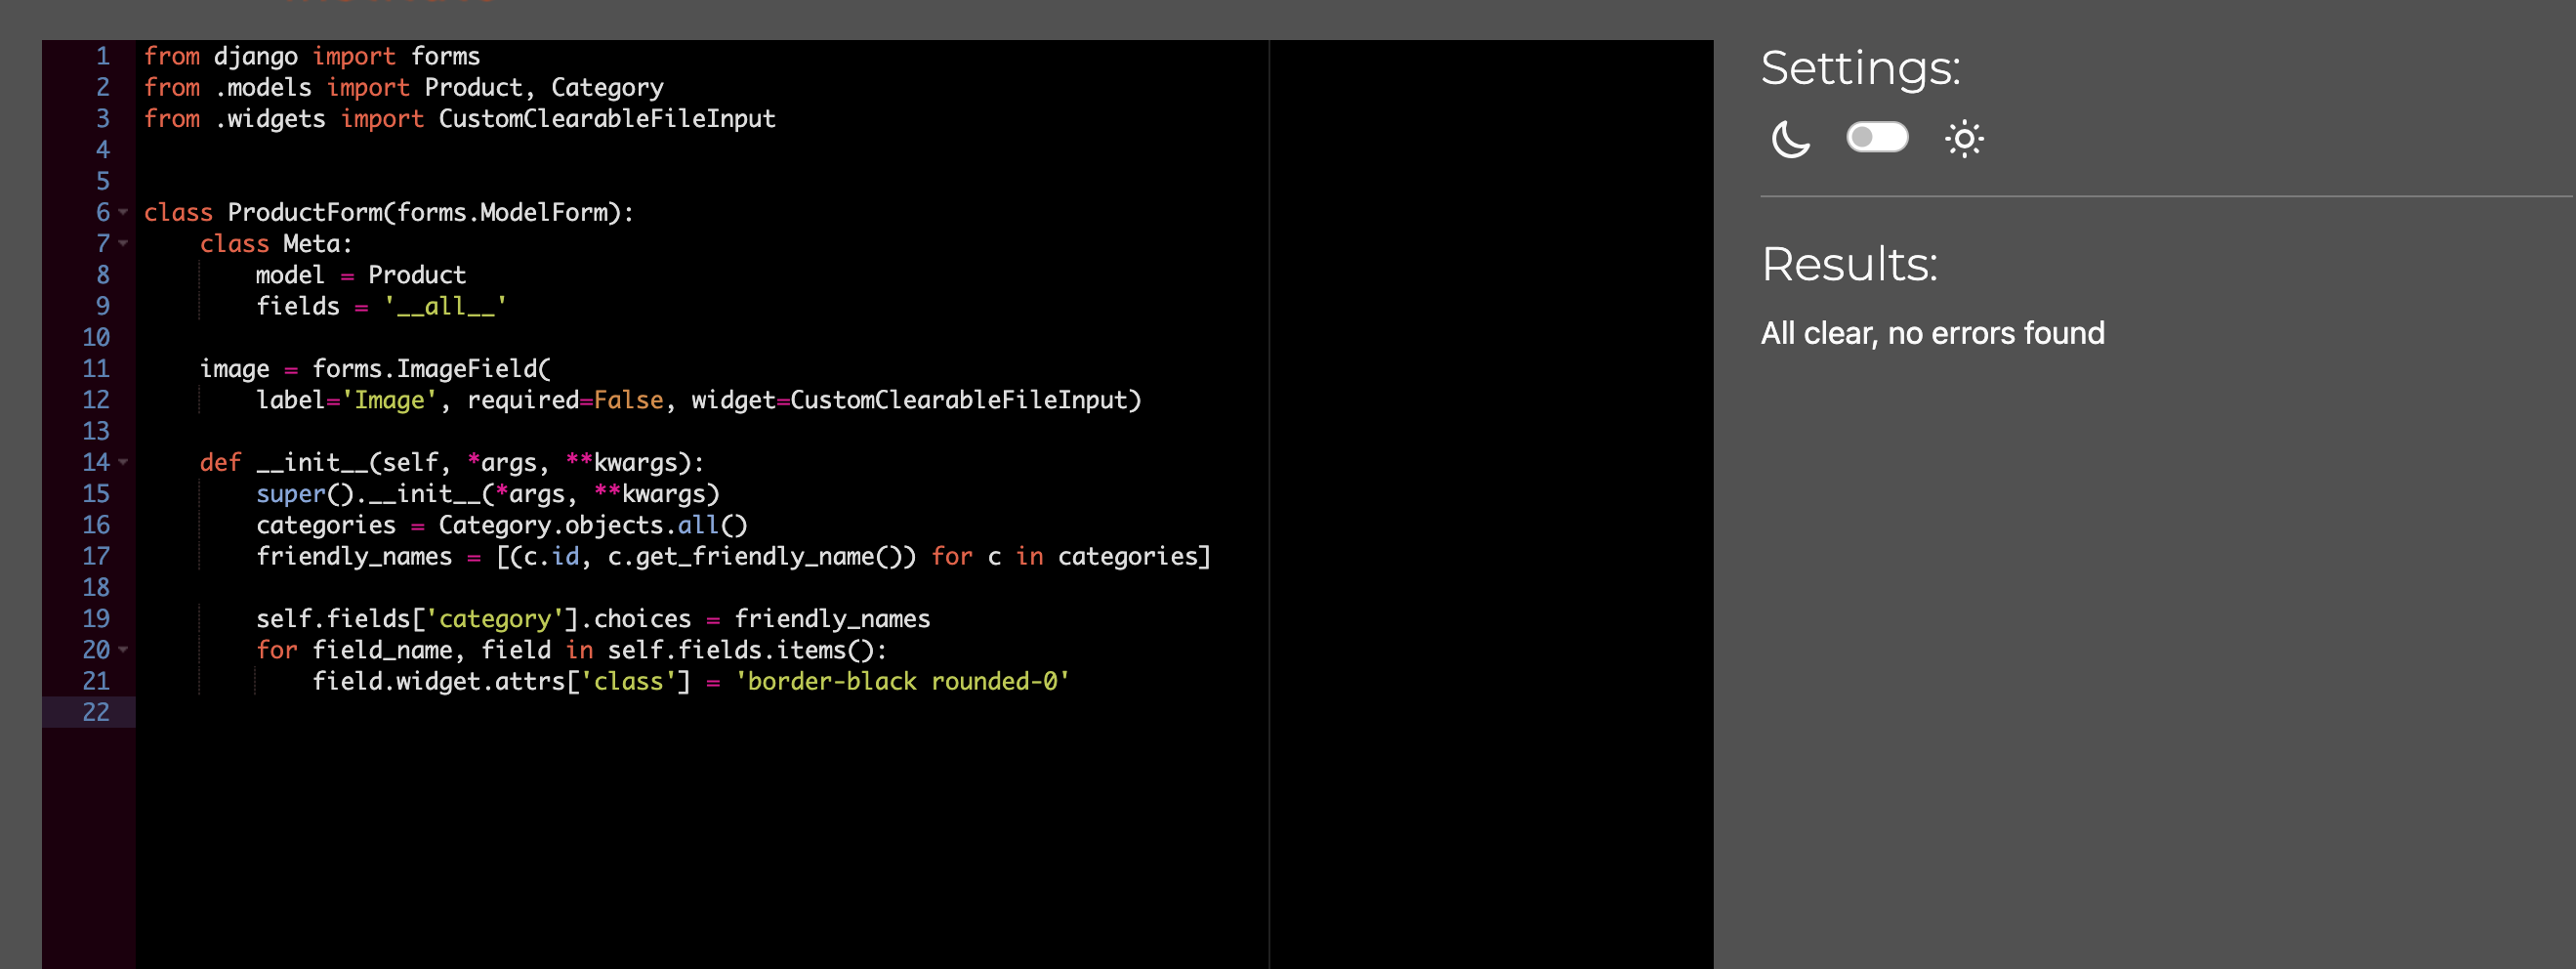 1 from django import forms
2 from .models import Product, Category
3 from .widgets import CustomClearableFileInput
4
5
6 class ProductForm(forms.ModelForm):
7     class Meta:
8         model = Product
9         fields = '__all__'
10
11     image = forms.ImageField(
12         label='Image', required=False, widget=CustomClearableFileInput)
13
14     def __init__(self, *args, **kwargs):
15         super().__init__(*args, **kwargs)
16         categories = Category.objects.all()
17         friendly_names = [(c.id, c.get_friendly_name()) for c in categories]
18
19         self.fields['category'].choices = friendly_names
20         for field_name, field in self.fields.items():
21             field.widget.attrs['class'] = 'border-black rounded-0'
22
Settings:
Results:
All clear, no errors found